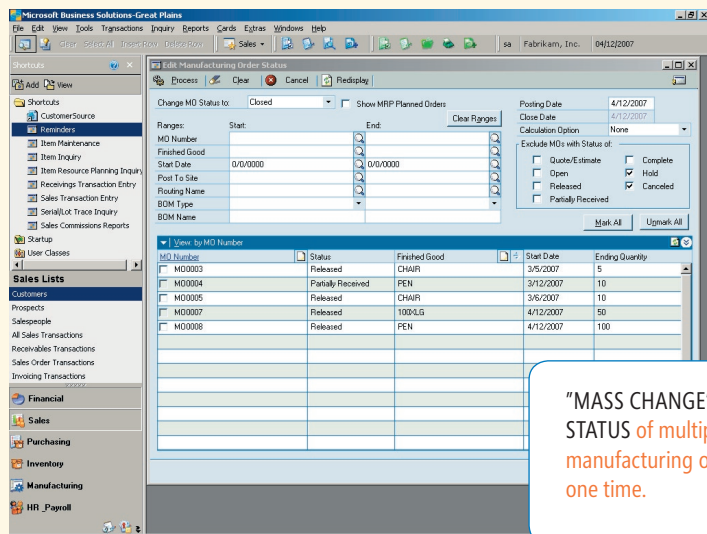 Microsoft Business Solutions-Great Plains
File Edit View Tools Transactions Inquiry Reports Cards Extras Windows Help
Clear Select All Insert Row Delete Row Sales sa Fabrikam, Inc. 04/12/2007
Shortcuts
Add View
Shortcuts
CustomerSource
Reminders
Item Maintenance
Item Inquiry
Item Resource Planning Inquiry
Receivings Transaction Entry
Sales Transaction Entry
Serial/Lot Trace Inquiry
Sales Commissions Reports
Startup
User Classes
Sales Lists
Customers
Prospects
Salespeople
All Sales Transactions
Receivables Transactions
Sales Order Transactions
Invoicing Transactions
Financial
Sales
Purchasing
Inventory
Manufacturing
HR_Payroll
Edit Manufacturing Order Status
Process Clear Cancel Redisplay
Change MO Status to: Closed Show MRP Planned Orders
Clear Ranges
Ranges: Start: End:
MO Number
Finished Good
Start Date 0/0/0000 0/0/0000
Post To Site
Routing Name
BOM Type
BOM Name
Posting Date 4/12/2007
Close Date 4/12/2007
Calculation Option None
Exclude MOs with Status of:
Quote/Estimate Complete
Open Hold
Released Canceled
Partially Received
Mark All Unmark All
View: by MO Number
MO Number Status Finished Good Start Date Ending Quantity
MO0003 Released CHAIR 3/5/2007 5
MO0004 Partially Received PEN 3/12/2007 10
MO0005 Released CHAIR 3/6/2007 10
MO0007 Released 100XLG 4/12/2007 50
MO0008 Released PEN 4/12/2007 100
"MASS CHANGE"
STATUS of multip
manufacturing o
one time.